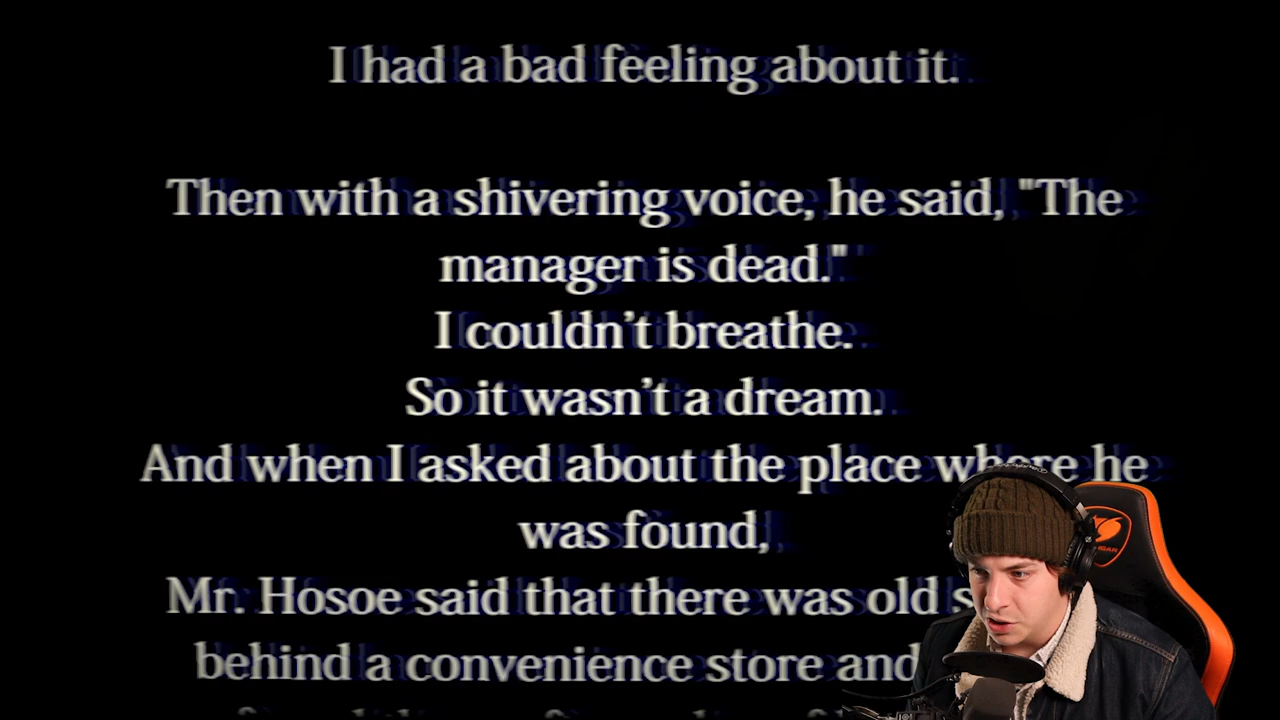 I had a bad feeling about it.
Then with a shivering voice, he said, "The
manager is dead."
I couldn’t breathe.
So it wasn’t a dream.
And when I asked about the place where he
was found,
Mr. Hosoe said that there was old
behind a convenience store and